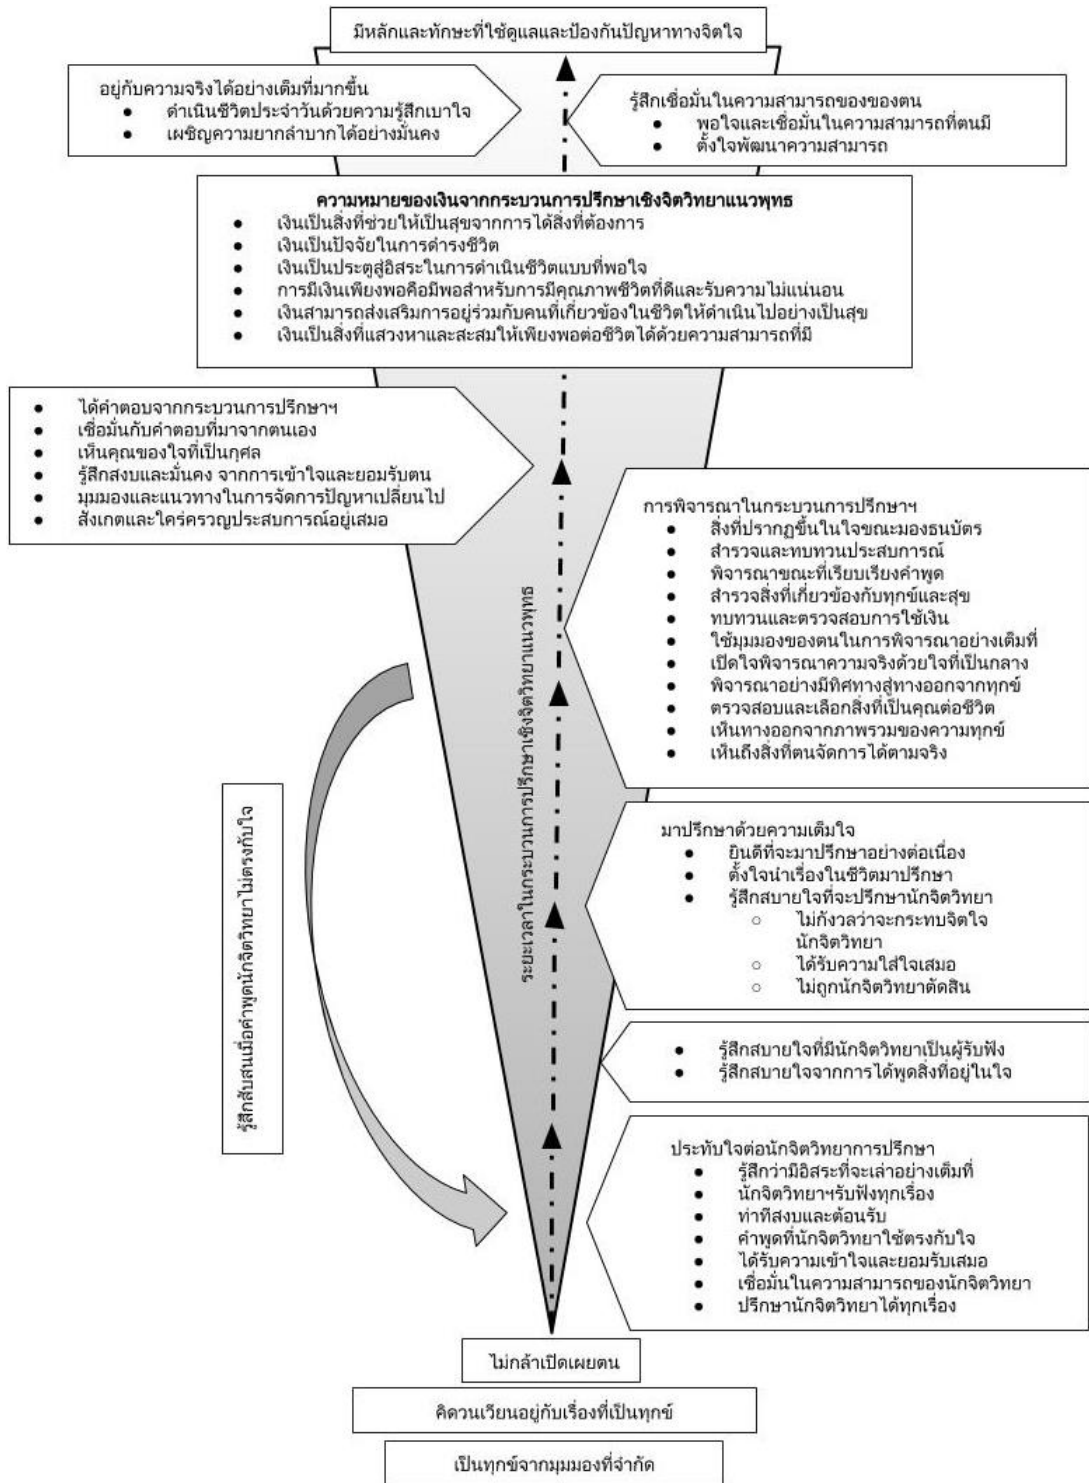 มีหลักและทักษะที่ใช้ดูแลและป้องกันปัญหาทางจิตใจ
อยู่กับความจริงได้อย่างเต็มที่มากขึ้น
● ดำเนินชีวิตประจำวันด้วยความรู้สึกเบาใจ
● เผชิญความยากลำบากได้อย่างมั่นคง
รู้สึกเชื่อมั่นในความสามารถของของตน
● พอใจและเชื่อมั่นในความสามารถที่ตนมี
● ตั้งใจพัฒนาความสามารถ
ความหมายของเงินจากกระบวนการปรึกษาเชิงจิตวิทยาแนวพุทธ
● เงินเป็นสิ่งที่ช่วยให้เป็นสุขจากการได้สิ่งที่ต้องการ
● เงินเป็นปัจจัยในการดำรงชีวิต
● เงินเป็นประตูสู่อิสระในการดำเนินชีวิตแบบที่พอใจ
● การมีเงินเพียงพอคือมีพอสำหรับการมีคุณภาพชีวิตที่ดีและรับความไม่แน่นอน
● เงินสามารถส่งเสริมการอยู่ร่วมกับคนที่เกี่ยวข้องในชีวิตให้ดำเนินไปอย่างเป็นสุข
● เงินเป็นสิ่งที่แสวงหาและสะสมให้เพียงพอต่อชีวิตได้ด้วยความสามารถที่มี
● ได้คำตอบจากกระบวนการปรึกษาฯ
● เชื่อมั่นกับคำตอบที่มาจากตนเอง
● เห็นคุณของใจที่เป็นกุศล
● รู้สึกสงบและมั่นคง จากการเข้าใจและยอมรับตน
● มุมมองและแนวทางในการจัดการปัญหาเปลี่ยนไป
● สังเกตและใคร่ครวญประสบการณ์อยู่เสมอ
การพิจารณาในกระบวนการปรึกษาฯ
● สิ่งที่ปรากฏขึ้นในใจขณะมองธนบัตร
● สำรวจและทบทวนประสบการณ์
● พิจารณาขณะที่เรียบเรียงคำพูด
● สำรวจสิ่งที่เกี่ยวข้องกับทุกข์และสุข
● ทบทวนและตรวจสอบการใช้เงิน
● ใช้มุมมองของตนในการพิจารณาอย่างเต็มที่
● เปิดใจพิจารณาความจริงด้วยใจที่เป็นกลาง
● พิจารณาอย่างมีทิศทางสู่ทางออกจากทุกข์
● ตรวจสอบและเลือกสิ่งที่เป็นคุณต่อชีวิต
● เห็นทางออกจากภาพรวมของความทุกข์
● เห็นถึงสิ่งที่ตนจัดการได้ตามจริง
ระยะเวลาในกระบวนการปรึกษาเชิงจิตวิทยาแนวพุทธ
รู้สึกสับสนเมื่อคำพูดนักจิตวิทยาไม่ตรงกับใจ
มาปรึกษาด้วยความเต็มใจ
● ยินดีที่จะมาปรึกษาอย่างต่อเนื่อง
● ตั้งใจนำเรื่องในชีวิตมาปรึกษา
● รู้สึกสบายใจที่จะปรึกษานักจิตวิทยา
○ ไม่กังวลว่าจะกระทบจิตใจ
นักจิตวิทยา
○ ได้รับความใส่ใจเสมอ
○ ไม่ถูกนักจิตวิทยาตัดสิน
● รู้สึกสบายใจที่มีนักจิตวิทยาเป็นผู้รับฟัง
● รู้สึกสบายใจจากการได้พูดสิ่งที่อยู่ในใจ
ประทับใจต่อนักจิตวิทยาการปรึกษา
● รู้สึกว่ามีอิสระที่จะเล่าอย่างเต็มที่
● นักจิตวิทยาฯรับฟังทุกเรื่อง
● ท่าทีสงบและต้อนรับ
● คำพูดที่นักจิตวิทยาใช้ตรงกับใจ
● ได้รับความเข้าใจและยอมรับเสมอ
● เชื่อมั่นในความสามารถของนักจิตวิทยา
● ปรึกษานักจิตวิทยาได้ทุกเรื่อง
ไม่กล้าเปิดเผยตน
คิดวนเวียนอยู่กับเรื่องที่เป็นทุกข์
เป็นทุกข์จากมุมมองที่จำกัด